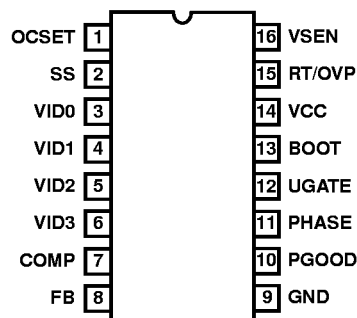 OCSET 1 16 VSEN
SS 2 15 RT/OVP
VID0 3 14 VCC
VID1 4 13 BOOT
VID2 5 12 UGATE
VID3 6 11 PHASE
COMP 7 10 PGOOD
FB 8 9 GND